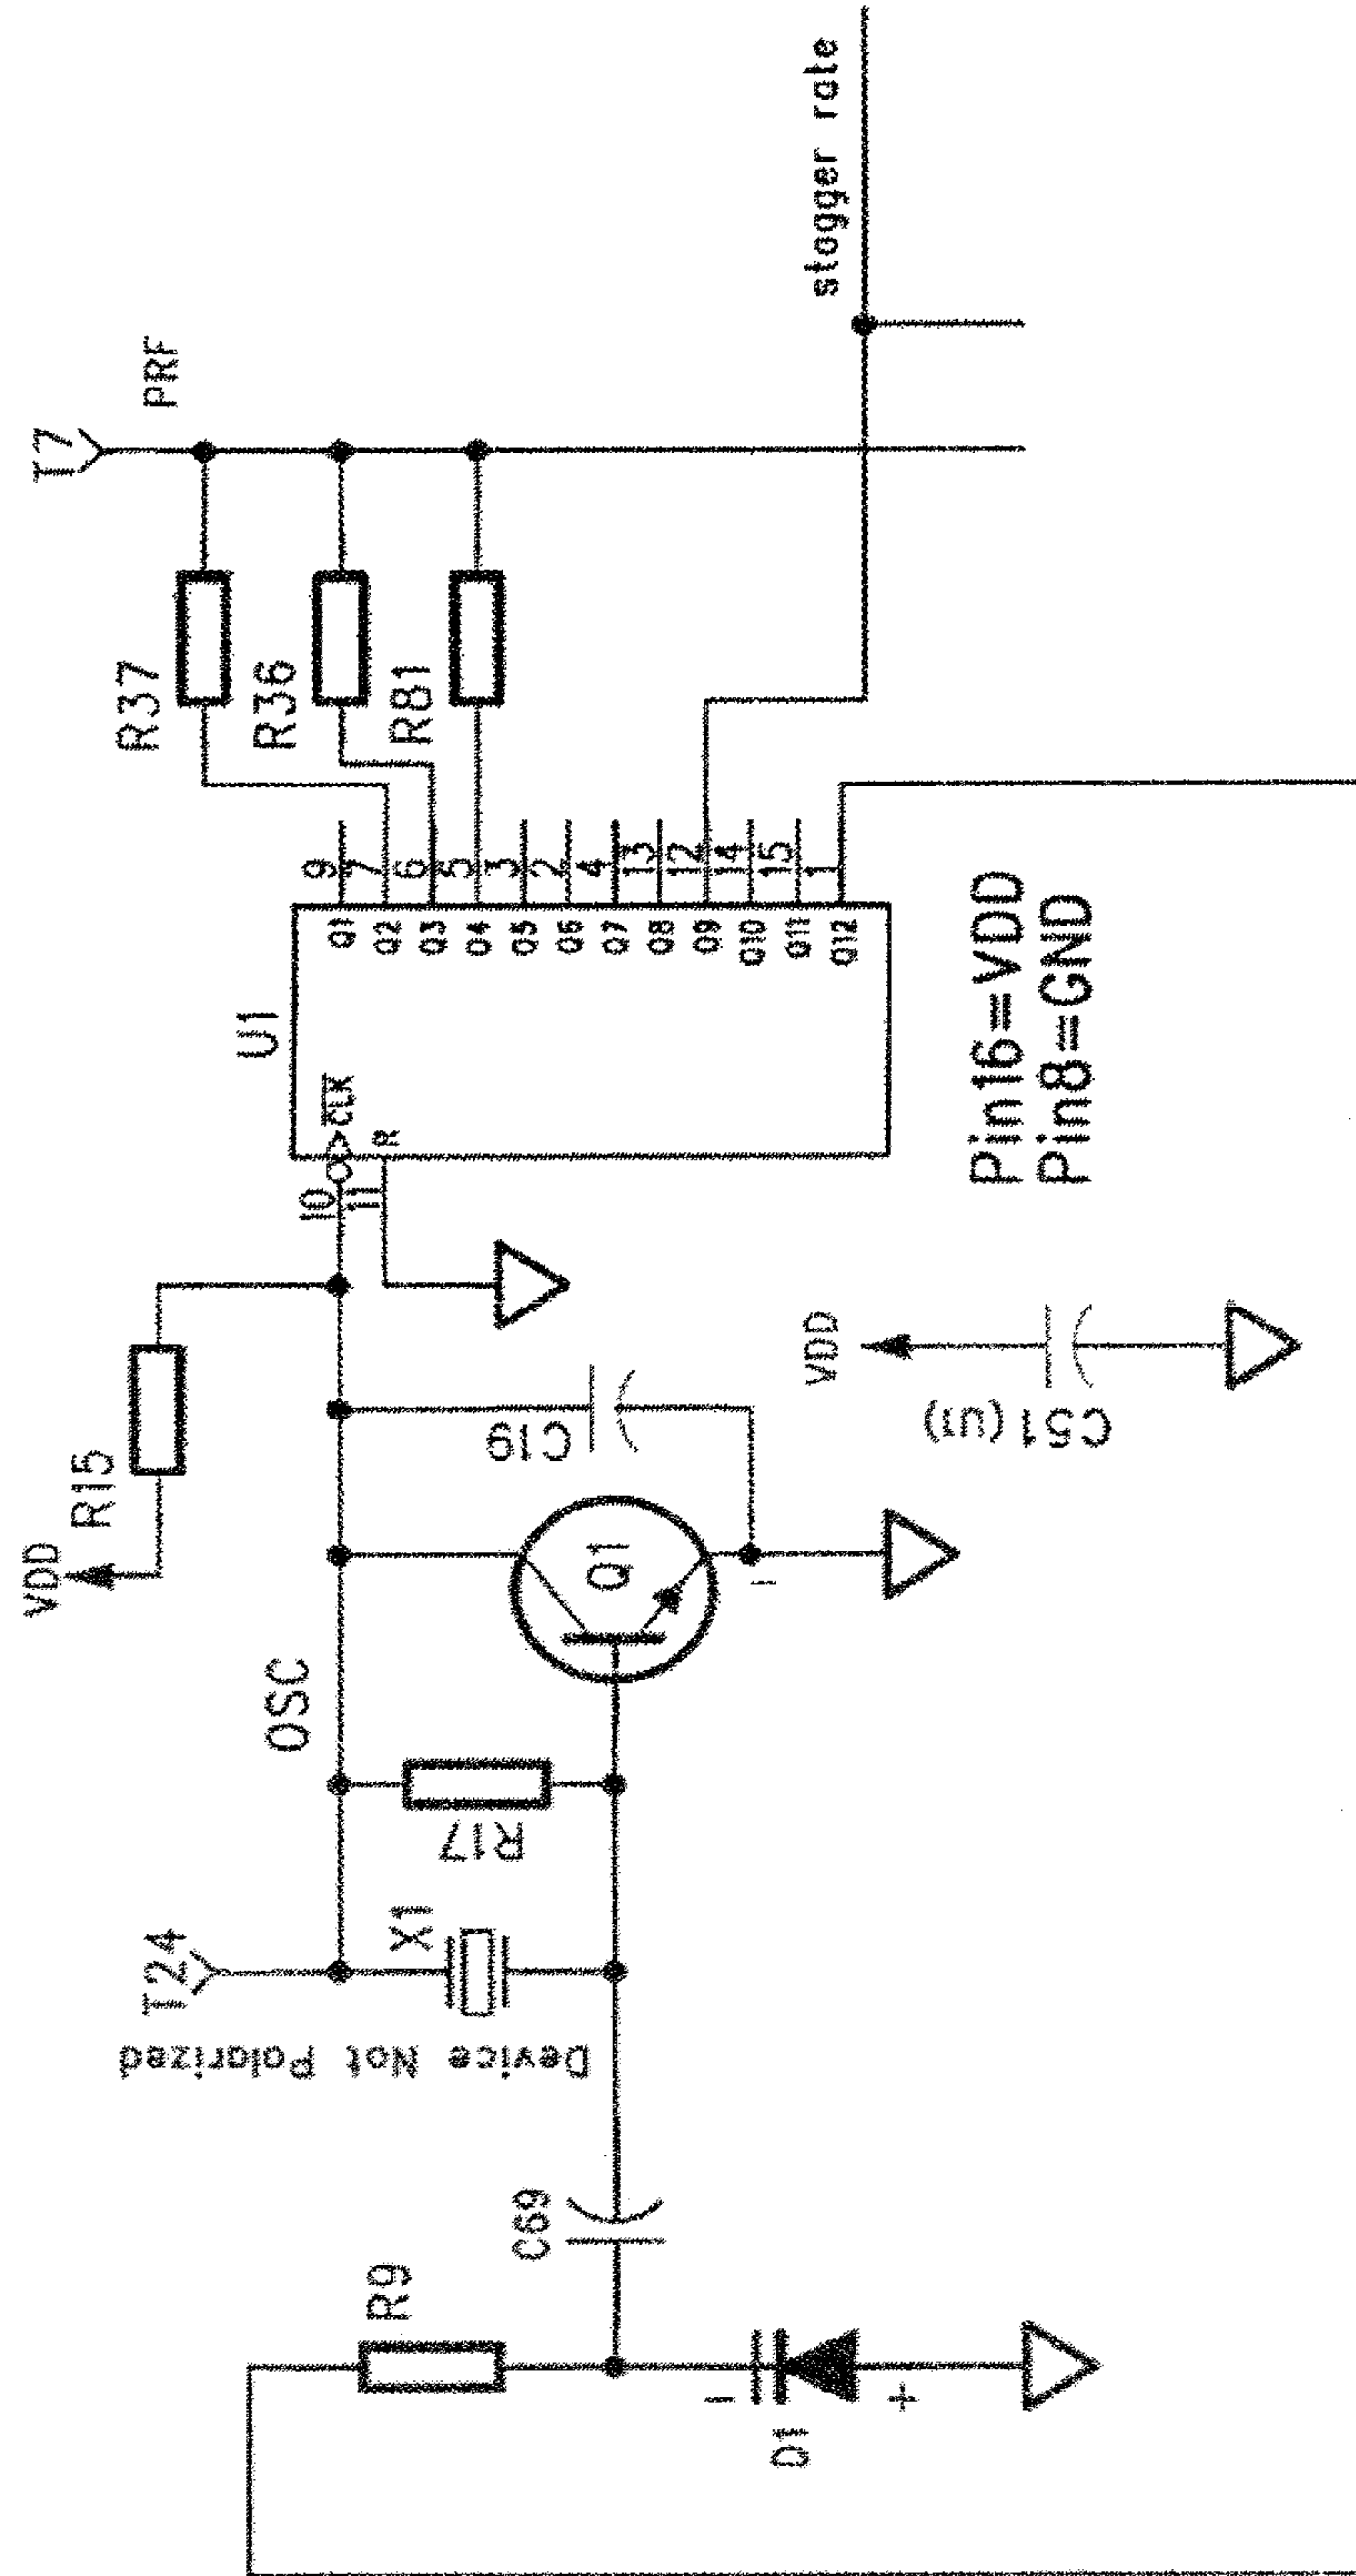 T7
PRF
stogger rate
R37
R36
R81
9
7
6
5
3
2
4
13
12
14
15
1
Q1
Q2
Q3
Q4
Q5
Q6
Q7
Q8
Q9
Q10
Q11
Q12
U1
CLK
R
10
11
Pin16=VDD
Pin8=GND
VDD
R15
OSC
C19
Q1
-
VDD
C51 (U1)
R17
T24
X1
Device Not Polarized
C69
R9
-
+
D1